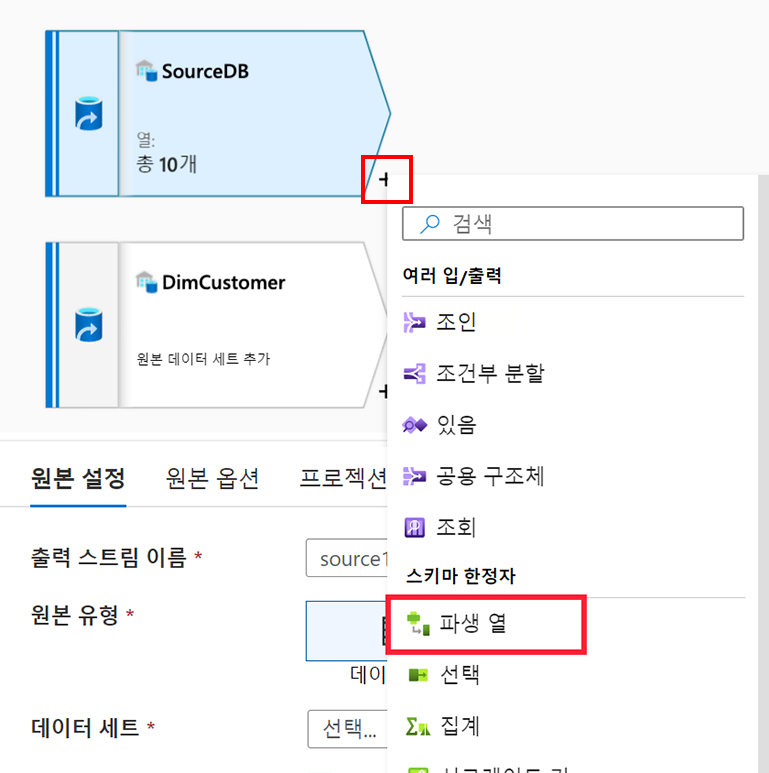 SourceDB
열:
총 10개
+
DimCustomer
원본 데이터 세트 추가
+
검색
여러 입/출력
조인
조건부 분할
있음
공용 구조체
조회
스키마 한정자
파생 열
선택
집계
원본 설정
원본 옵션
프로젝션
출력 스트림 이름 *
source1
원본 유형 *
데이
데이터 세트 *
선택...